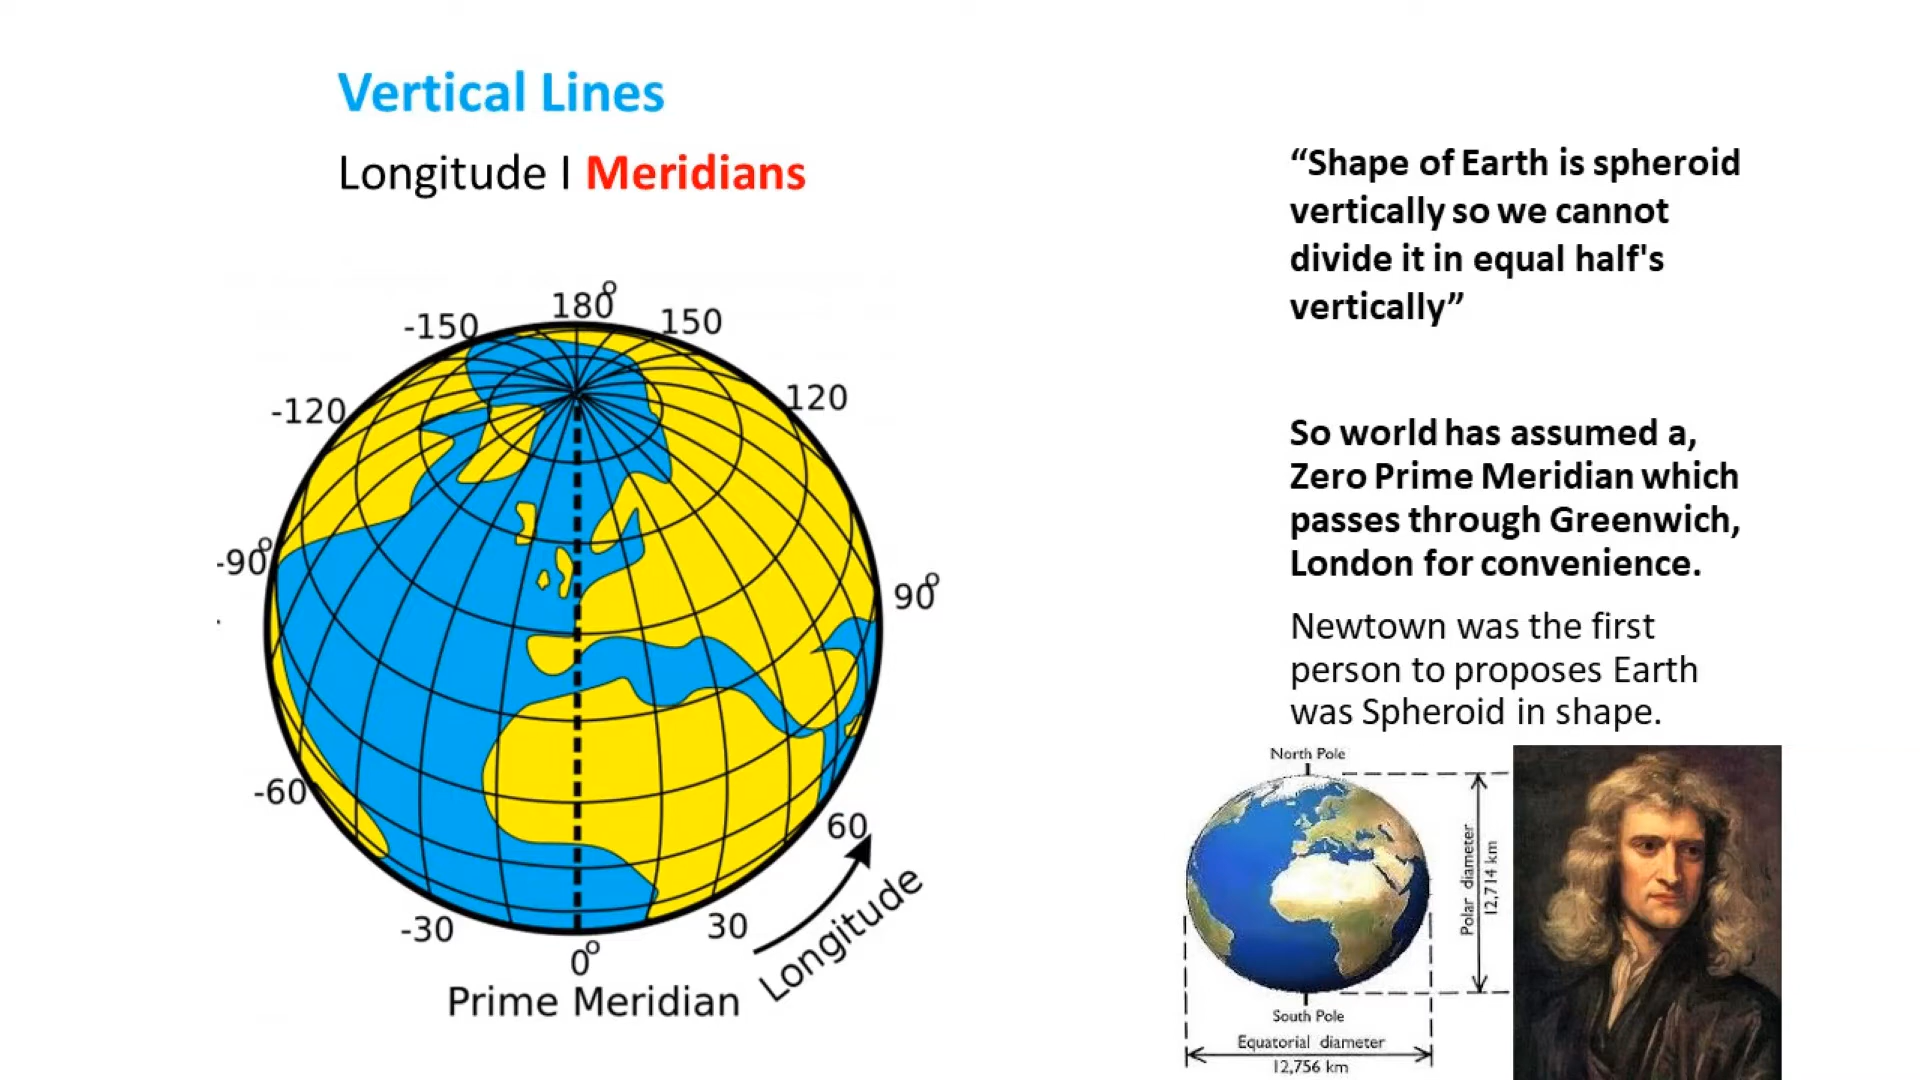 Vertical Lines
Longitude I Meridians
“Shape of Earth is spheroid
vertically so we cannot
divide it in equal half's
vertically”
So world has assumed a,
Zero Prime Meridian which
passes through Greenwich,
London for convenience.
Newtown was the first
person to proposes Earth
was Spheroid in shape.
180°
-150
150
-120
120
-90°
90°
-60
60
-30
30
0°
Prime Meridian
Longitude
North Pole
Polar diameter
12,714 km
South Pole
Equatorial diameter
12,756 km